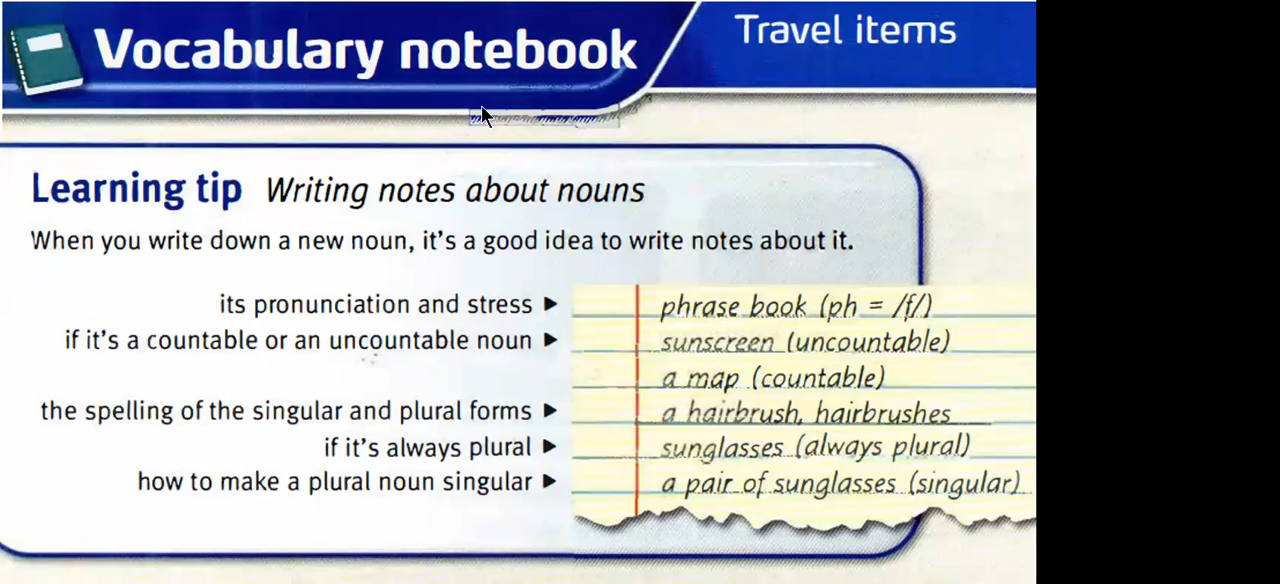 Vocabulary notebook
Travel items
Learning tip Writing notes about nouns
When you write down a new noun, it's a good idea to write notes about it.
its pronunciation and stress ▶ phrase book (ph = /f/)
if it's a countable or an uncountable noun ▶ sunscreen (uncountable)
a map (countable)
the spelling of the singular and plural forms ▶ a hairbrush, hairbrushes
if it's always plural ▶ sunglasses (always plural)
how to make a plural noun singular ▶ a pair of sunglasses (singular)